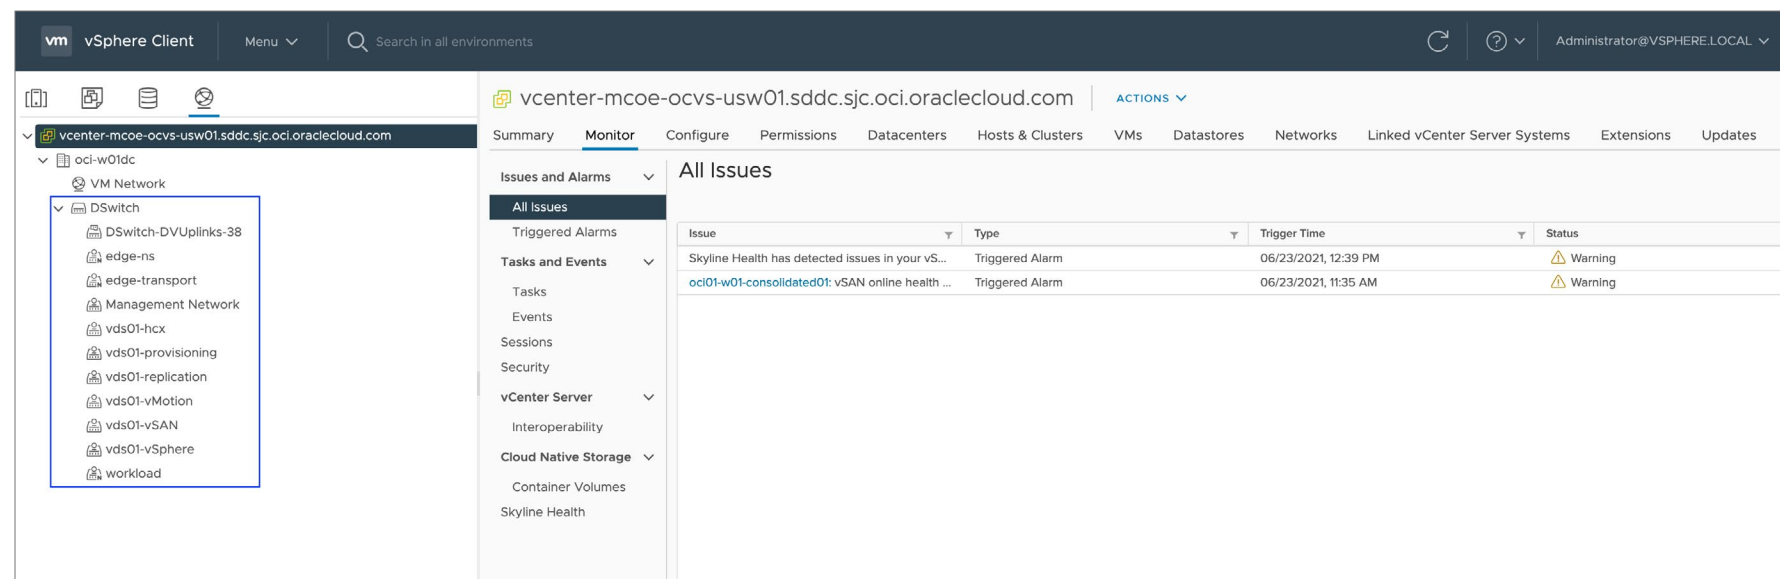 vm vSphere Client Menu Search in all environments Administrator@VSPHERE.LOCAL
vcenter-mcoe-ocvs-usw01.sddc.sjc.oci.oraclecloud.com
oci-w01dc
VM Network
DSwitch
DSwitch-DVUplinks-38
edge-ns
edge-transport
Management Network
vds01-hcx
vds01-provisioning
vds01-replication
vds01-vMotion
vds01-vSAN
vds01-vSphere
workload
vcenter-mcoe-ocvs-usw01.sddc.sjc.oci.oraclecloud.com ACTIONS
Summary Monitor Configure Permissions Datacenters Hosts & Clusters VMs Datastores Networks Linked vCenter Server Systems Extensions Updates
Issues and Alarms
All Issues
Triggered Alarms
Tasks and Events
Tasks
Events
Sessions
Security
vCenter Server
Interoperability
Cloud Native Storage
Container Volumes
Skyline Health
All Issues
Issue Type Trigger Time Status
Skyline Health has detected issues in your vS... Triggered Alarm 06/23/2021, 12:39 PM Warning
oci01-w01-consolidated01: vSAN online health ... Triggered Alarm 06/23/2021, 11:35 AM Warning